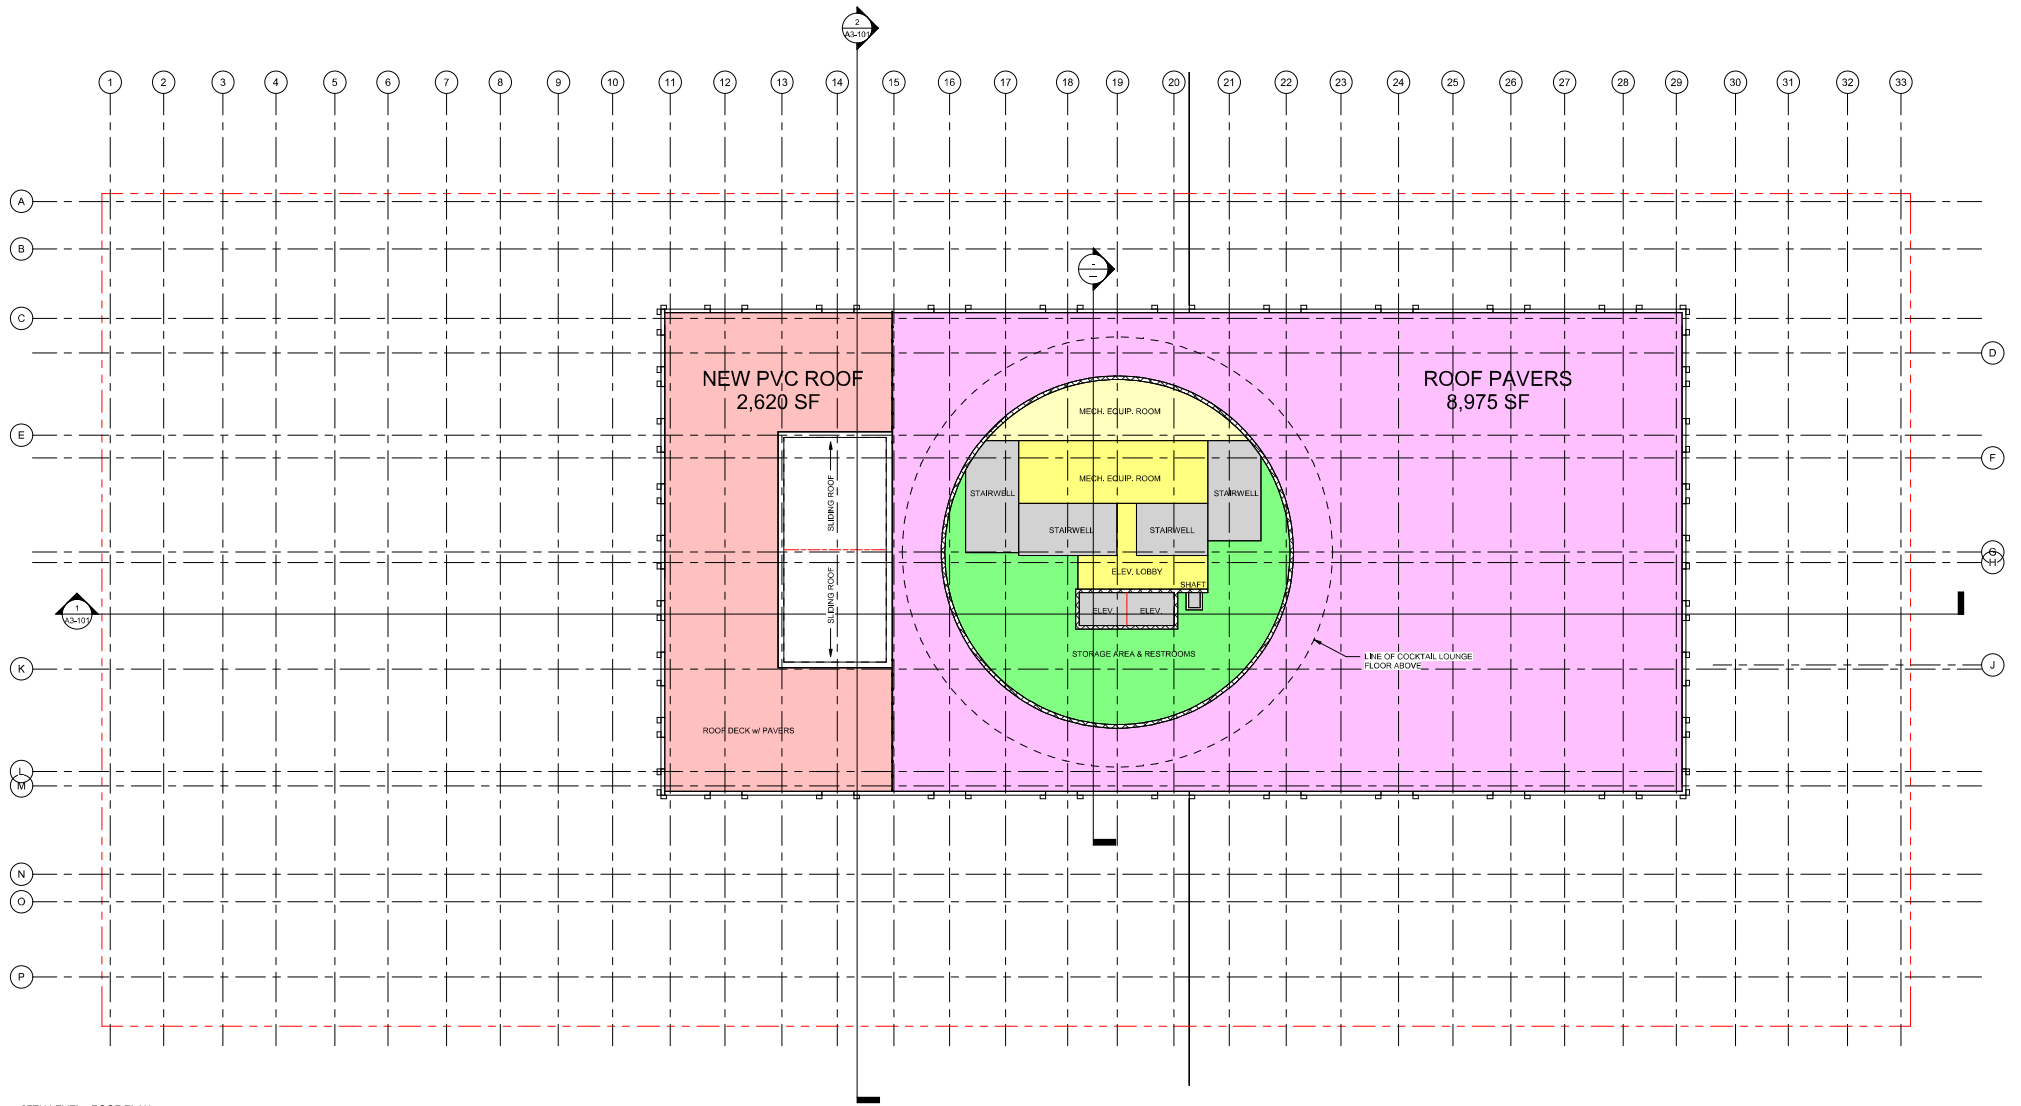 2
A3-101
1 2 3 4 5 6 7 8 9 10 11 12 13 14 15 16 17 18 19 20 21 22 23 24 25 26 27 28 29 30 31 32 33
A
B
-
C
D
NEW PVC ROOF
2,620 SF
ROOF PAVERS
8,975 SF
MECH. EQUIP. ROOM
E
F
MECH. EQUIP. ROOM
STAIRWELL
STAIRWELL
SLIDING ROOF
STAIRWELL
STAIRWELL
G
H
ELEV. LOBBY
SHAFT
SLIDING ROOF
1
A3-101
ELEV.
ELEV.
STORAGE AREA & RESTROOMS
LINE OF COCKTAIL LOUNGE
FLOOR ABOVE
K
J
ROOF DECK w/ PAVERS
L
M
N
O
P